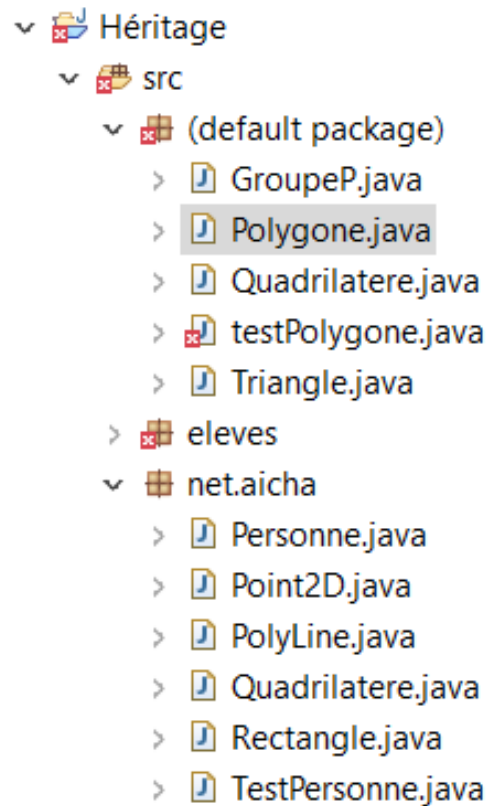 Héritage
src
(default package)
GroupeP.java
Polygone.java
Quadrilatere.java
testPolygone.java
Triangle.java
eleves
net.aicha
Personne.java
Point2D.java
PolyLine.java
Quadrilatere.java
Rectangle.java
TestPersonne.java